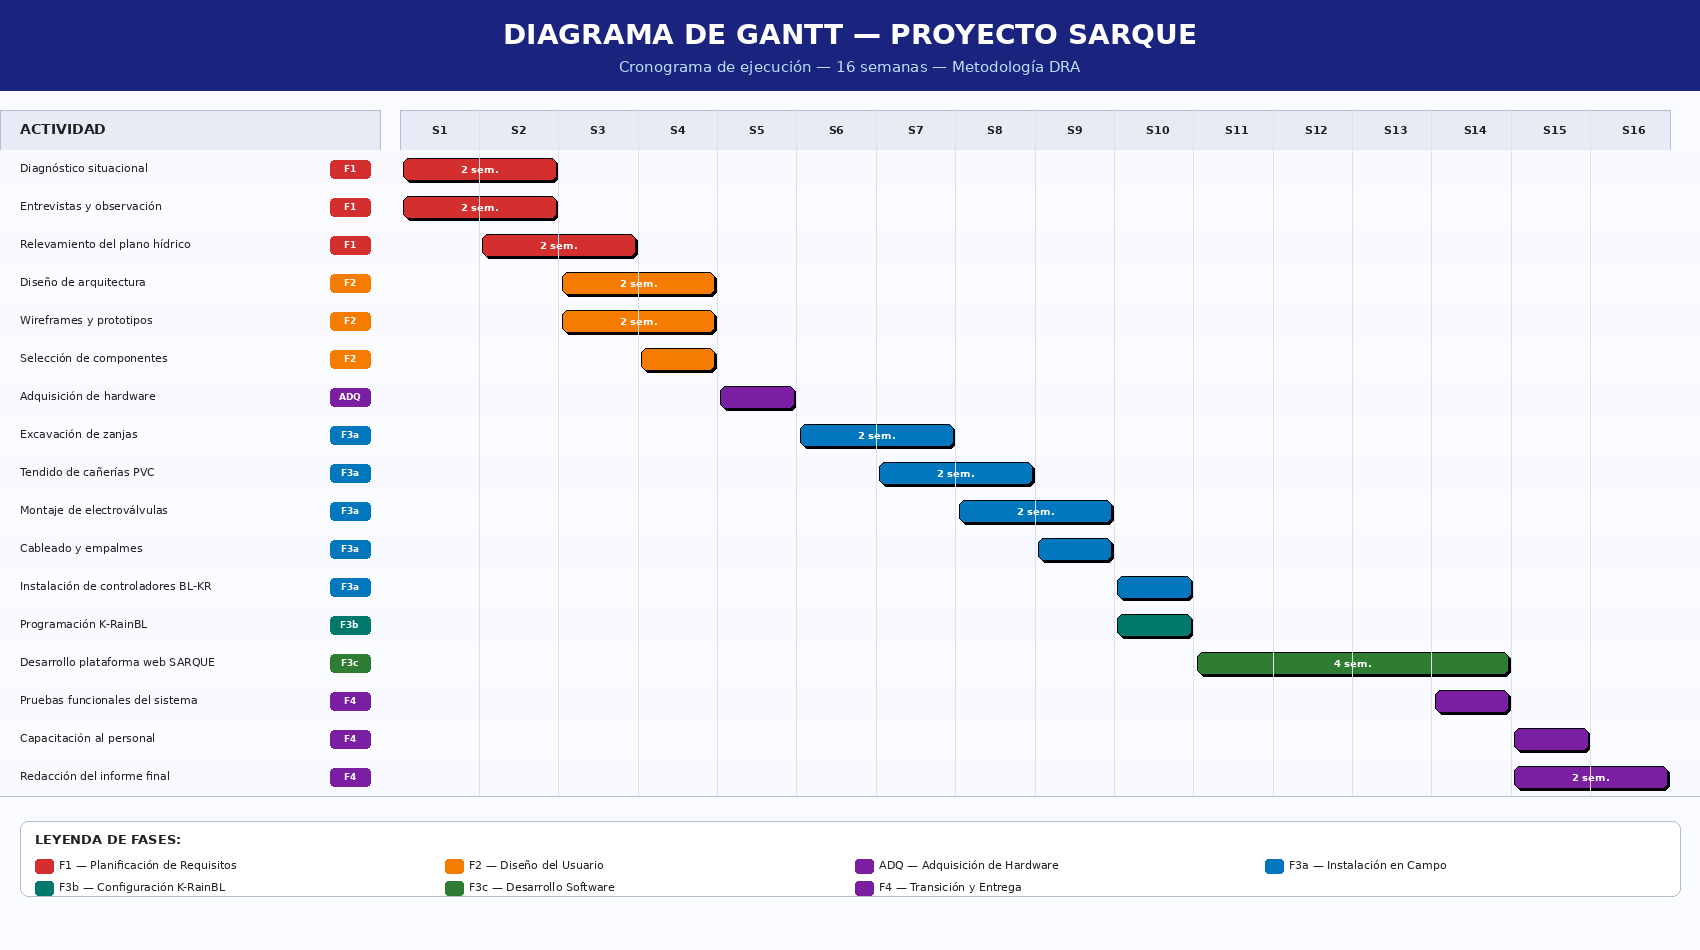 DIAGRAMA DE GANTT — PROYECTO SARQUE
Cronograma de ejecución — 16 semanas — Metodología DRA
ACTIVIDAD S1 S2 S3 S4 S5 S6 S7 S8 S9 S10 S11 S12 S13 S14 S15 S16
Diagnóstico situacional F1 2 sem.
Entrevistas y observación F1 2 sem.
Relevamiento del plano hídrico F1 2 sem.
Diseño de arquitectura F2 2 sem.
Wireframes y prototipos F2 2 sem.
Selección de componentes F2
Adquisición de hardware ADQ
Excavación de zanjas F3a 2 sem.
Tendido de cañerías PVC F3a 2 sem.
Montaje de electroválvulas F3a 2 sem.
Cableado y empalmes F3a
Instalación de controladores BL-KR F3a
Programación K-RainBL F3b
Desarrollo plataforma web SARQUE F3c 4 sem.
Pruebas funcionales del sistema F4
Capacitación al personal F4
Redacción del informe final F4 2 sem.
LEYENDA DE FASES:
F1 — Planificación de Requisitos F2 — Diseño del Usuario ADQ — Adquisición de Hardware F3a — Instalación en Campo
F3b — Configuración K-RainBL F3c — Desarrollo Software F4 — Transición y Entrega